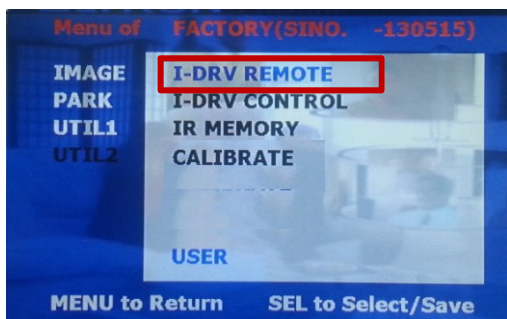 Menu of FACTORY(SINO. -130515)
IMAGE I-DRV REMOTE
PARK I-DRV CONTROL
UTIL1 IR MEMORY
UTIL2 CALIBRATE
USER
MENU to Return SEL to Select/Save